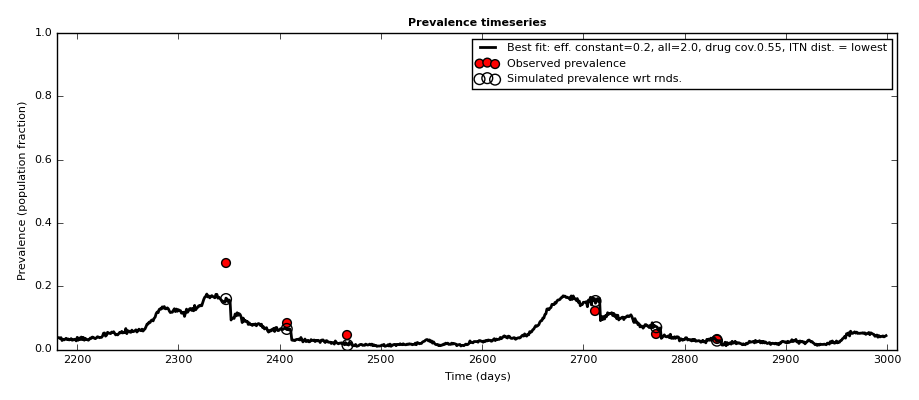 Prevalence timeseries
1.0
0.8
0.6
0.4
0.2
0.0
Prevalence (population fraction)
Best fit: eff. constant=0.2, all=2.0, drug cov.0.55, ITN dist. = lowest
Observed prevalence
Simulated prevalence wrt rnds.
2200 2300 2400 2500 2600 2700 2800 2900 3000
Time (days)